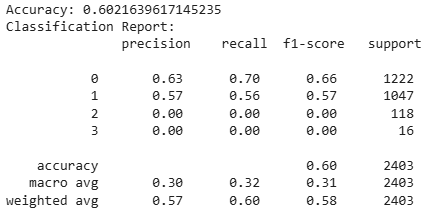 Accuracy: 0.6021639617145235
Classification Report:
precision recall f1-score support
0 0.63 0.70 0.66 1222
1 0.57 0.56 0.57 1047
2 0.00 0.00 0.00 118
3 0.00 0.00 0.00 16
accuracy 0.60 2403
macro avg 0.30 0.32 0.31 2403
weighted avg 0.57 0.60 0.58 2403